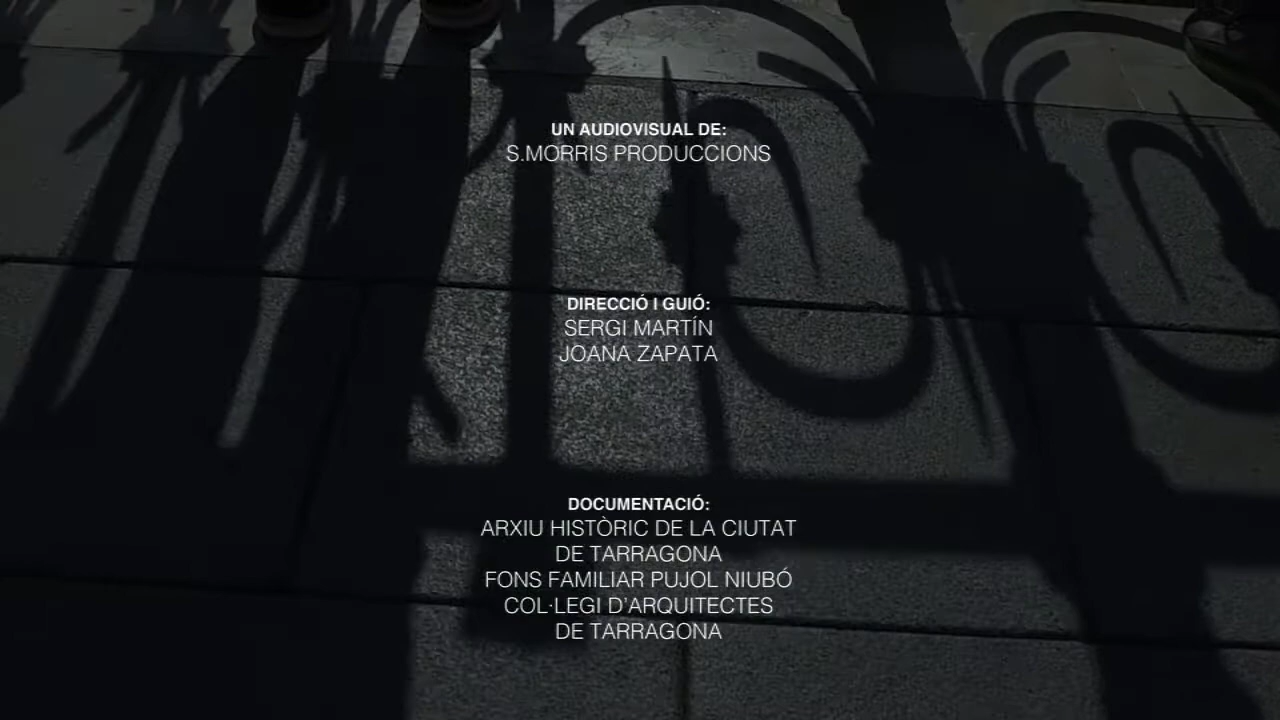 UN AUDIOVISUAL DE:
S.MORRIS PRODUCCIONS
DIRECCIÓ I GUIÓ:
SERGI MARTÍN
JOANA ZAPATA
DOCUMENTACIÓ:
ARXIU HISTÒRIC DE LA CIUTAT
DE TARRAGONA
FONS FAMILIAR PUJOL NIUBÓ
COL·LEGI D'ARQUITECTES
DE TARRAGONA